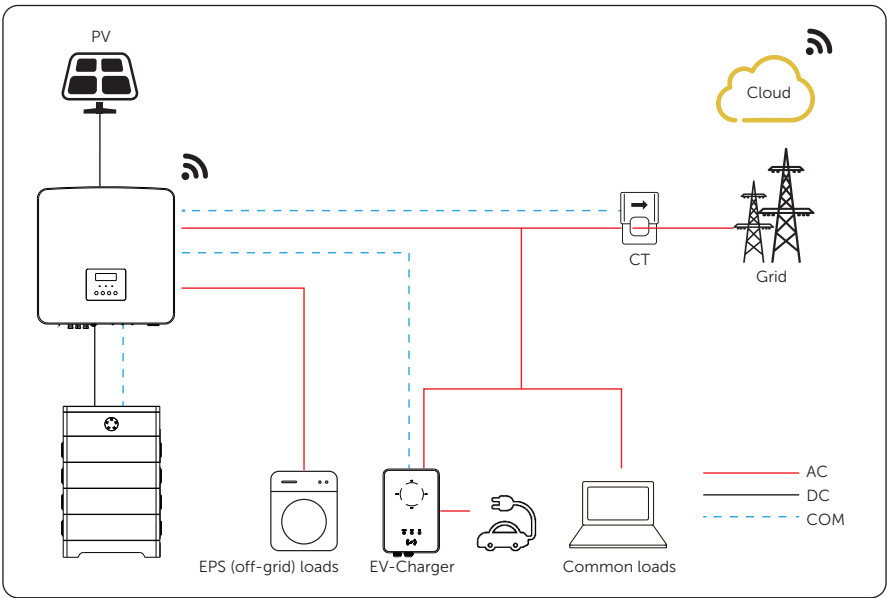 PV
Cloud
CT
Grid
AC
DC
COM
EPS (off-grid) loads
EV-Charger
Common loads